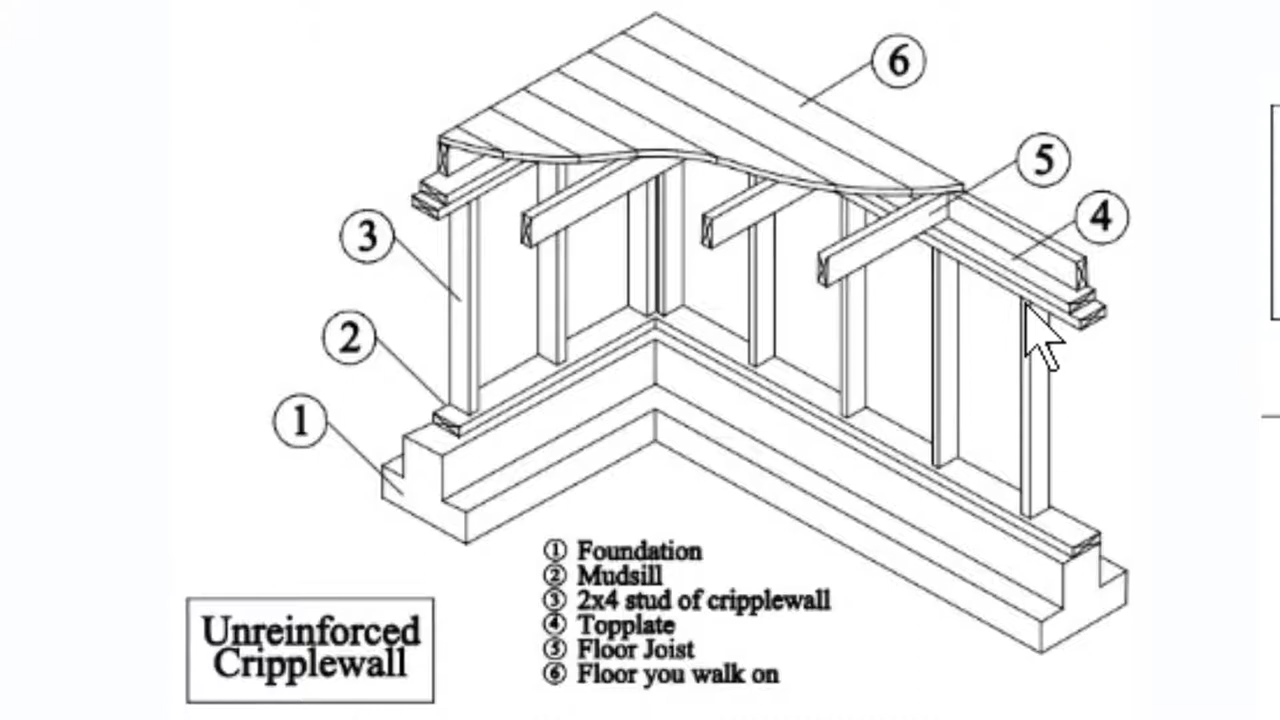 6
5
4
3
2
1
① Foundation
② Mudsill
③ 2x4 stud of cripplewall
④ Topplate
⑤ Floor Joist
⑥ Floor you walk on
Unreinforced
Cripplewall